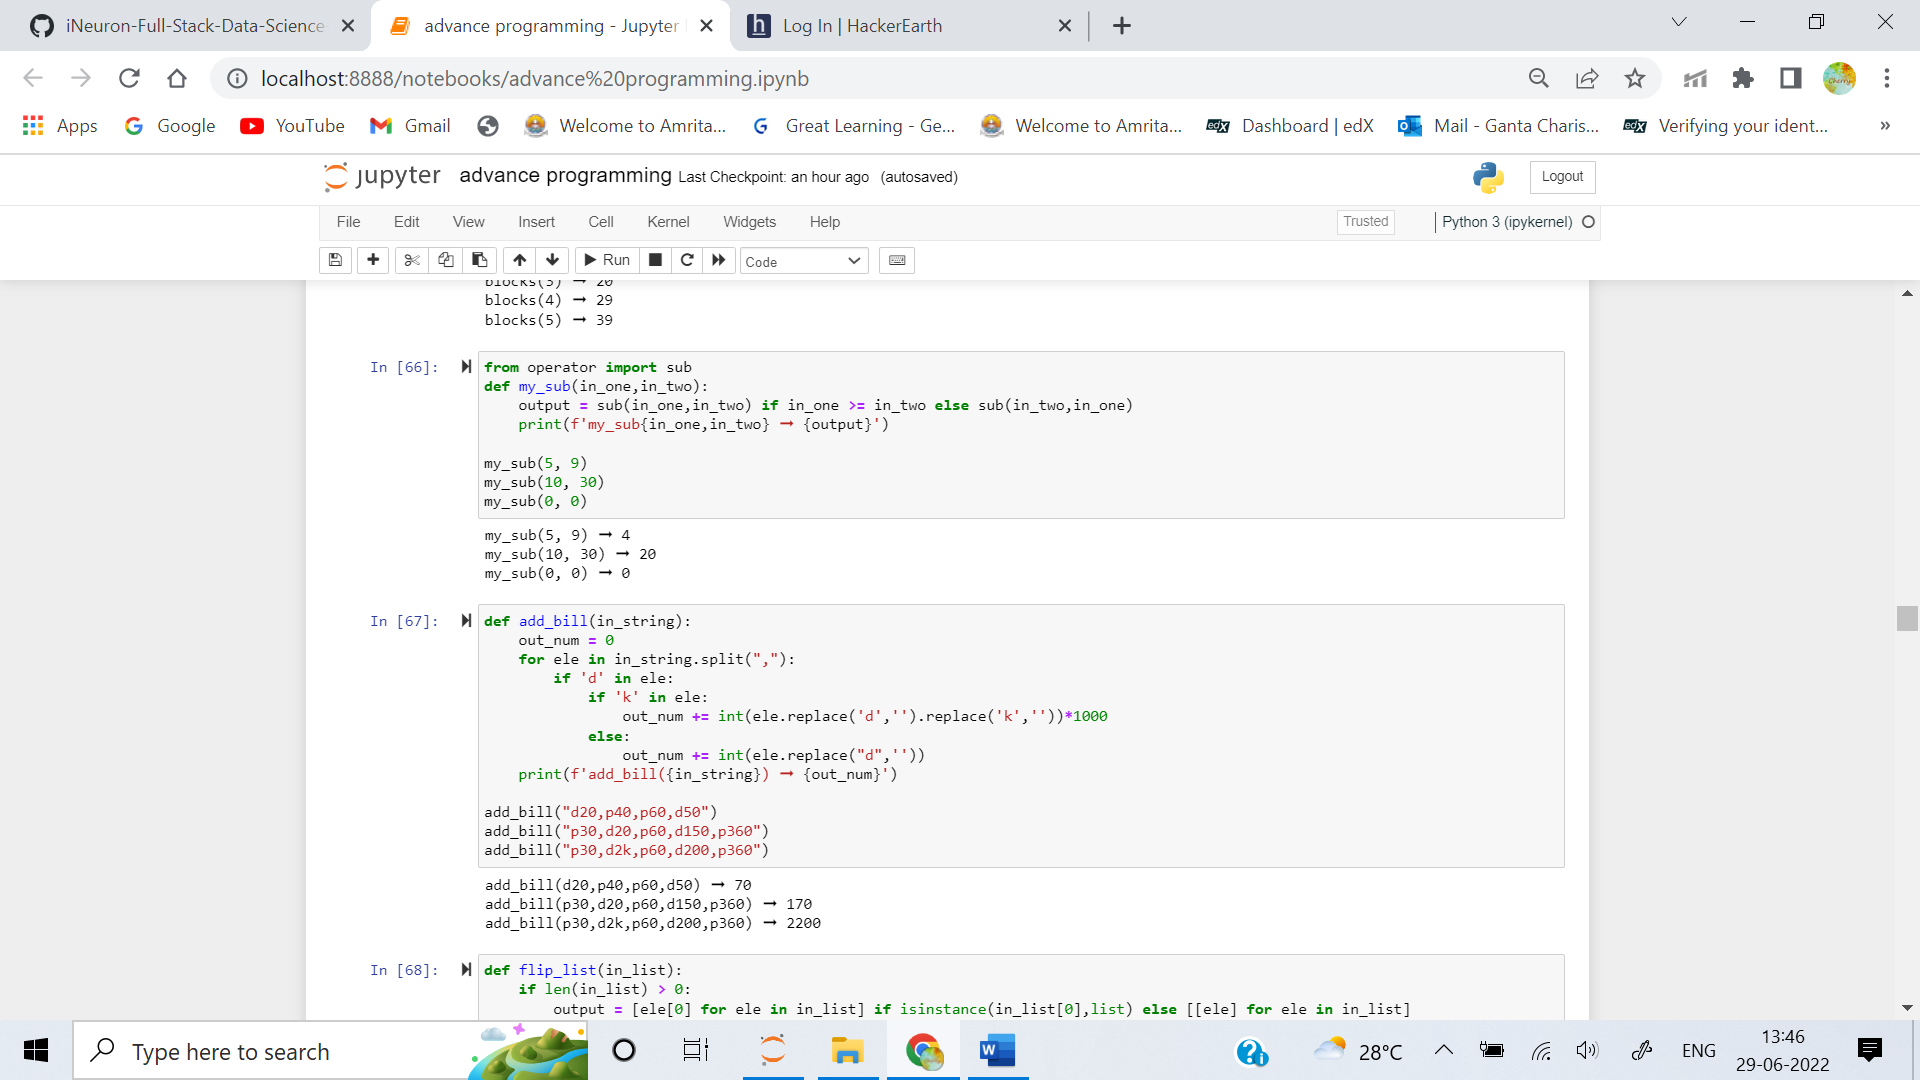 iNeuron-Full-Stack-Data-Science
advance programming - Jupyter
Log In | HackerEarth
localhost:8888/notebooks/advance%20programming.ipynb
Apps
Google
YouTube
Gmail
Welcome to Amrita...
Great Learning - Ge...
Welcome to Amrita...
Dashboard | edX
Mail - Ganta Charis...
Verifying your ident...
»
jupyter
advance programming Last Checkpoint: an hour ago (autosaved)
Logout
File
Edit
View
Insert
Cell
Kernel
Widgets
Help
Trusted
Python 3 (ipykernel)
Run
Code
blocks(3) → 20
blocks(4) → 29
blocks(5) → 39
In [66]:
from operator import sub
def my_sub(in_one,in_two):
    output = sub(in_one,in_two) if in_one >= in_two else sub(in_two,in_one)
    print(f'my_sub{in_one,in_two} → {output}')
my_sub(5, 9)
my_sub(10, 30)
my_sub(0, 0)
my_sub(5, 9) → 4
my_sub(10, 30) → 20
my_sub(0, 0) → 0
In [67]:
def add_bill(in_string):
    out_num = 0
    for ele in in_string.split(","):
        if 'd' in ele:
            if 'k' in ele:
                out_num += int(ele.replace('d','').replace('k',''))*1000
            else:
                out_num += int(ele.replace("d",''))
    print(f'add_bill({in_string}) → {out_num}')
add_bill("d20,p40,p60,d50")
add_bill("p30,d20,p60,d150,p360")
add_bill("p30,d2k,p60,d200,p360")
add_bill(d20,p40,p60,d50) → 70
add_bill(p30,d20,p60,d150,p360) → 170
add_bill(p30,d2k,p60,d200,p360) → 2200
In [68]:
def flip_list(in_list):
    if len(in_list) > 0:
        output = [ele[0] for ele in in_list] if isinstance(in_list[0],list) else [[ele] for ele in in_list]
Type here to search
28°C
ENG
13:46
29-06-2022